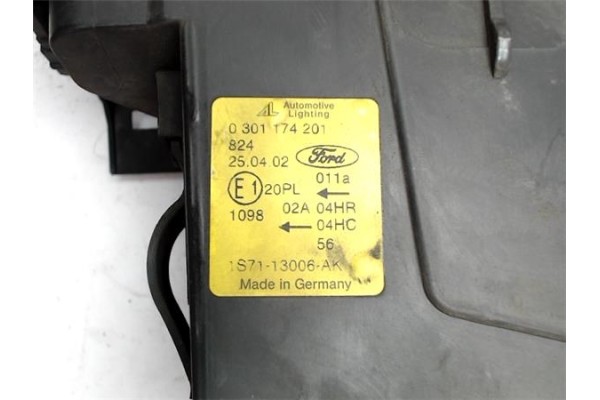 AL Automotive
Lighting
0 301 174 201
824
25.04.02 Ford
E1 20PL 011a
1098 02A 04HR
04HC
56
1S71-13006-AK
Made in Germany